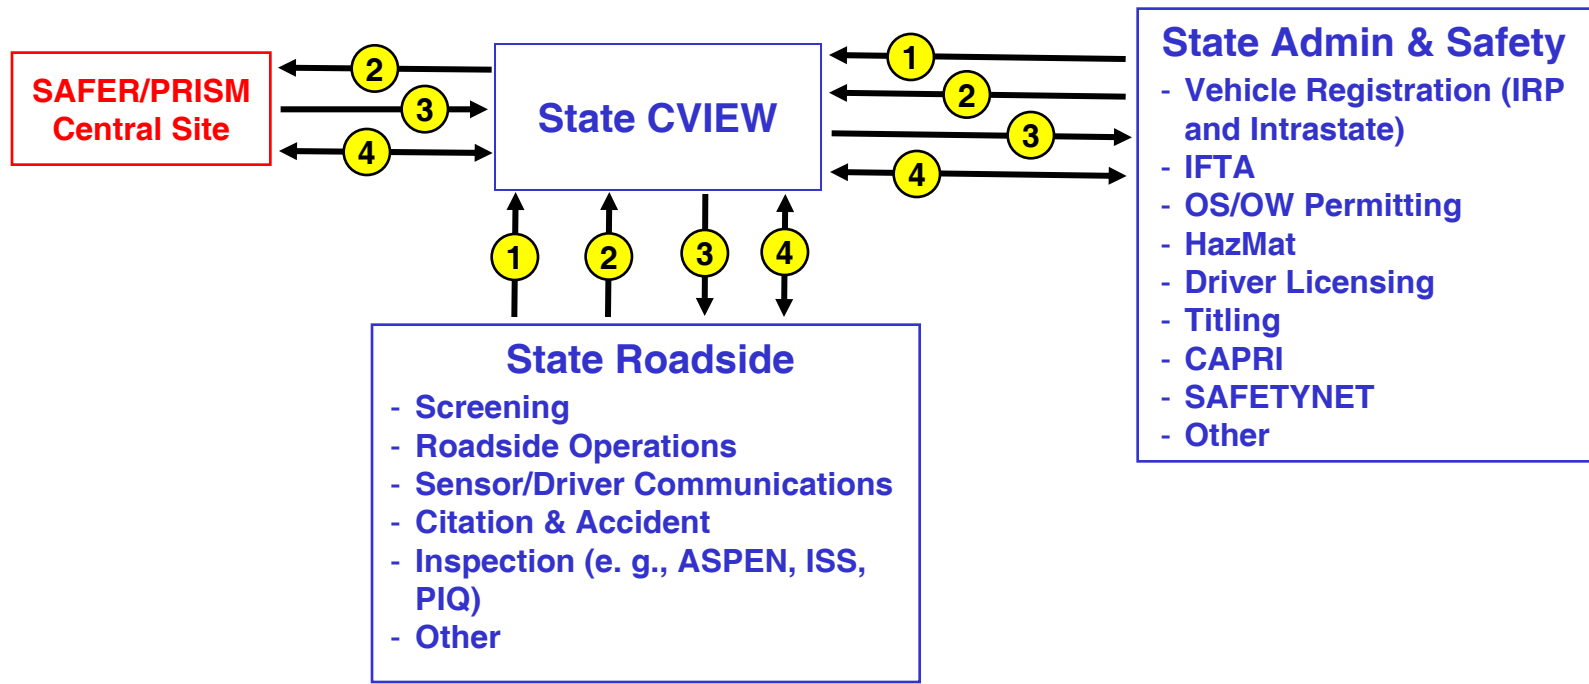 SAFER/PRISM
Central Site
2
3
4
State CVIEW
1
2
3
4
State Admin & Safety
- Vehicle Registration (IRP
and Intrastate)
- IFTA
- OS/OW Permitting
- HazMat
- Driver Licensing
- Titling
- CAPRI
- SAFETYNET
- Other
1
2
3
4
State Roadside
- Screening
- Roadside Operations
- Sensor/Driver Communications
- Citation & Accident
- Inspection (e. g., ASPEN, ISS,
PIQ)
- Other